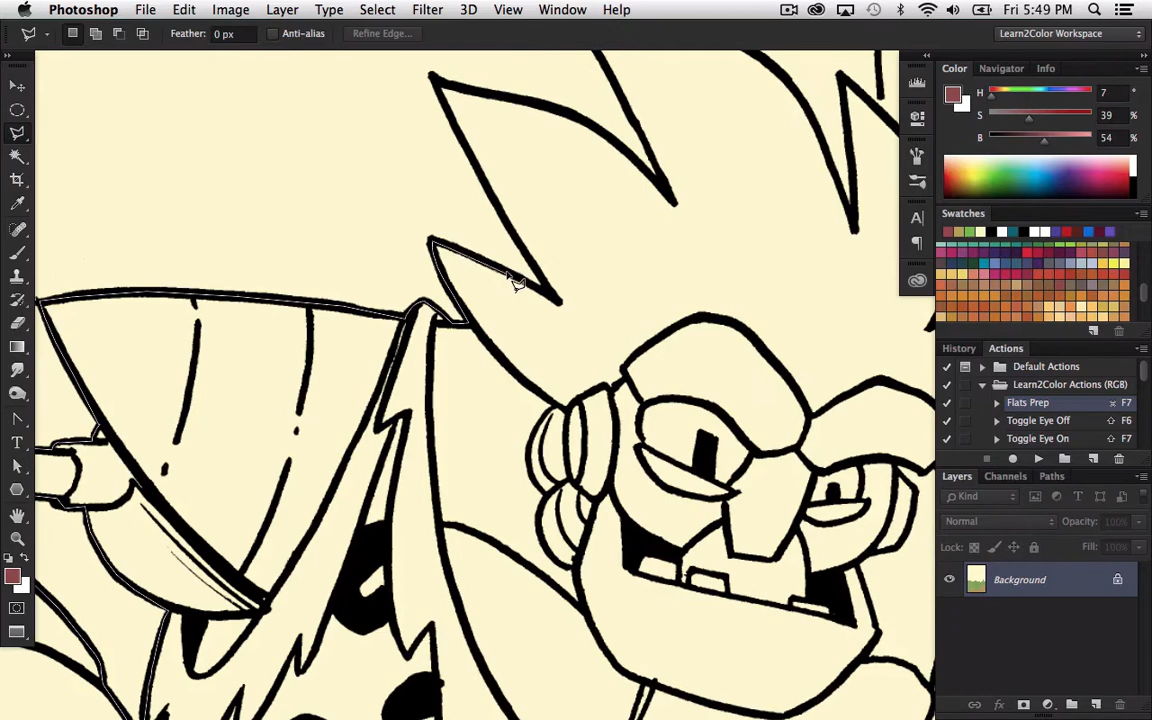 Photoshop File Edit Image Layer Type Select Filter 3D View Window Help Fri 5:49 PM
Feather: 0 px Anti-alias Refine Edge... Learn2Color Workspace
Color Navigator Info
H 7 °
S 39 %
B 54 %
Swatches
History Actions
Default Actions
Learn2Color Actions (RGB)
Flats Prep F7
Toggle Eye Off F6
Toggle Eye On F7
Layers Channels Paths
Kind
Normal Opacity: 100%
Lock: Fill: 100%
Background